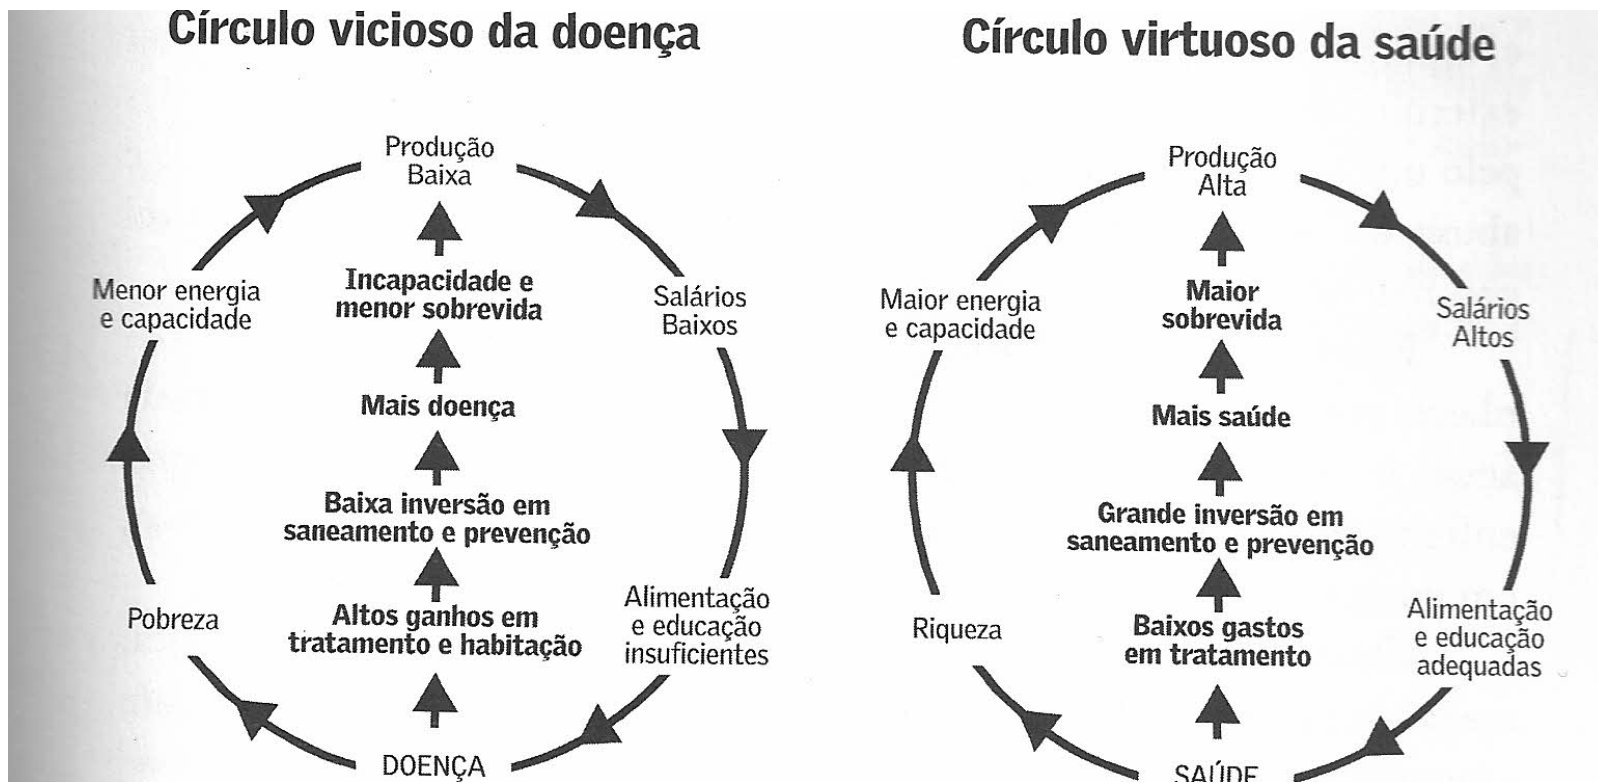 Círculo vicioso da doença
Produção
Baixa
Salários
Baixos
Alimentação
e educação
insuficientes
DOENÇA
Pobreza
Menor energia
e capacidade
Incapacidade e
menor sobrevida
Mais doença
Baixa inversão em
saneamento e prevenção
Altos ganhos em
tratamento e habitação
Círculo virtuoso da saúde
Produção
Alta
Salários
Altos
Alimentação
e educação
adequadas
SAÚDE
Riqueza
Maior energia
e capacidade
Maior
sobrevida
Mais saúde
Grande inversão em
saneamento e prevenção
Baixos gastos
em tratamento